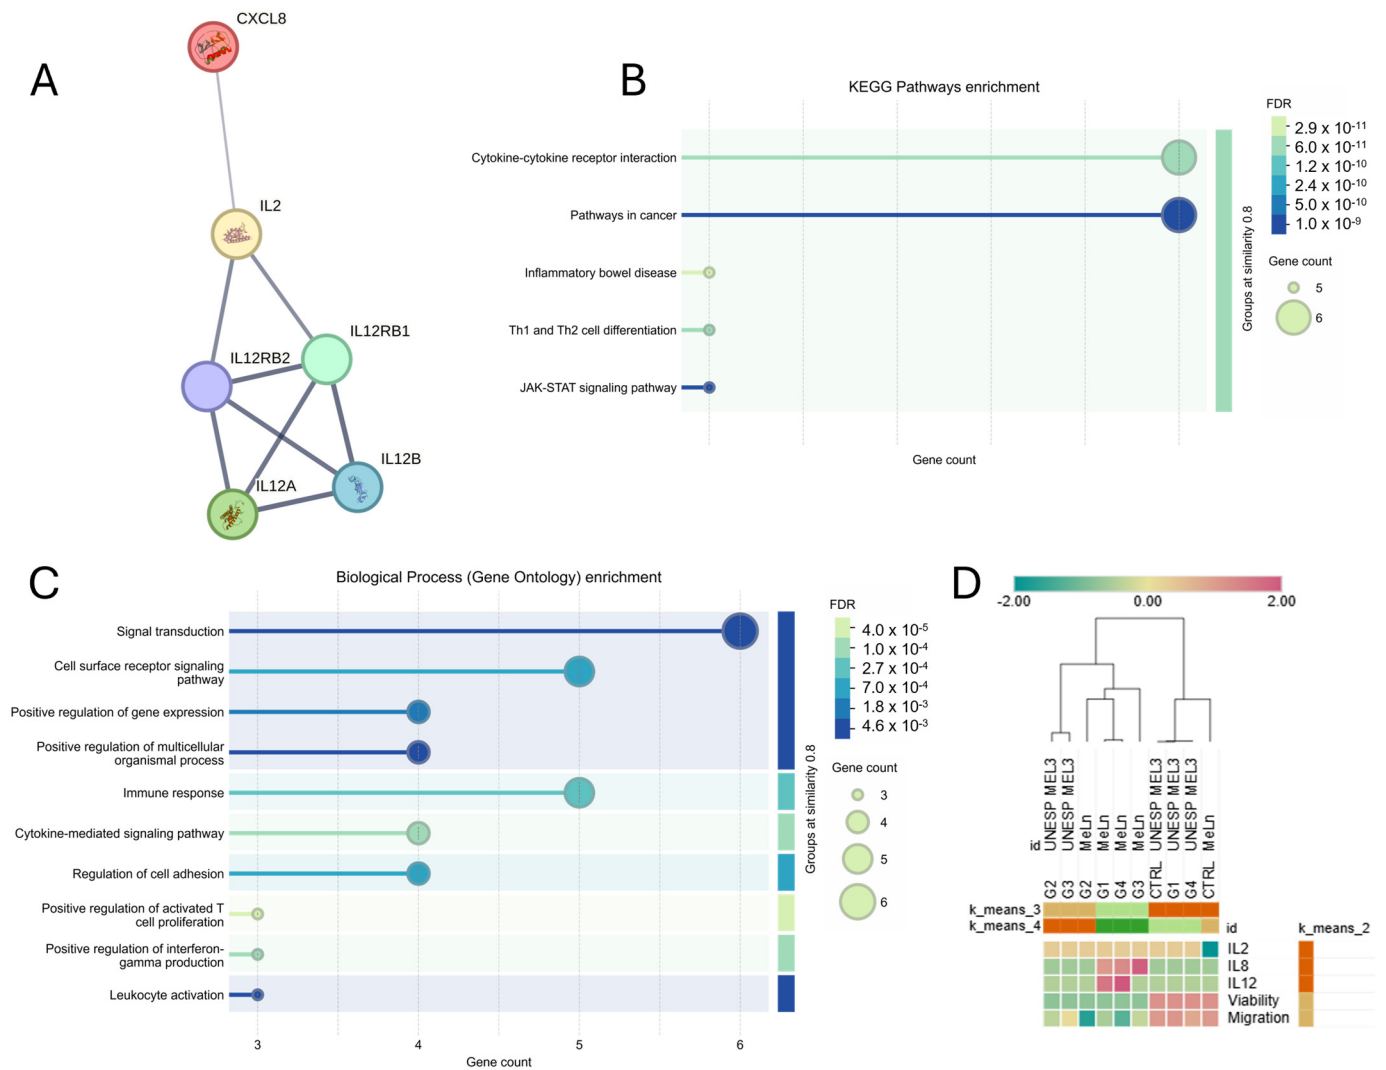 A
CXCL8
IL2
IL12RB1
IL12RB2
IL12B
IL12A
B
KEGG Pathways enrichment
Cytokine-cytokine receptor interaction
Pathways in cancer
Inflammatory bowel disease
Th1 and Th2 cell differentiation
JAK-STAT signaling pathway
Gene count
Groups at similarity 0.8
FDR
2.9 x 10⁻¹¹
6.0 x 10⁻¹¹
1.2 x 10⁻¹⁰
2.4 x 10⁻¹⁰
5.0 x 10⁻¹⁰
1.0 x 10⁻⁹
Gene count
5
6
C
Biological Process (Gene Ontology) enrichment
Signal transduction
Cell surface receptor signaling
pathway
Positive regulation of gene expression
Positive regulation of multicellular
organismal process
Immune response
Cytokine-mediated signaling pathway
Regulation of cell adhesion
Positive regulation of activated T
cell proliferation
Positive regulation of interferon-
gamma production
Leukocyte activation
3 4 5 6
Gene count
Groups at similarity 0.8
FDR
4.0 x 10⁻⁵
1.0 x 10⁻⁴
2.7 x 10⁻⁴
7.0 x 10⁻⁴
1.8 x 10⁻³
4.6 x 10⁻³
Gene count
3
4
5
6
D
-2.00 0.00 2.00
id
G2 UNESP MEL3
G3 UNESP MEL3
G2 MeLn
G1 MeLn
G4 MeLn
G3 MeLn
CTRL UNESP MEL3
G1 UNESP MEL3
G4 UNESP MEL3
CTRL MeLn
k_means_3
k_means_4
id k_means_2
IL2
IL8
IL12
Viability
Migration